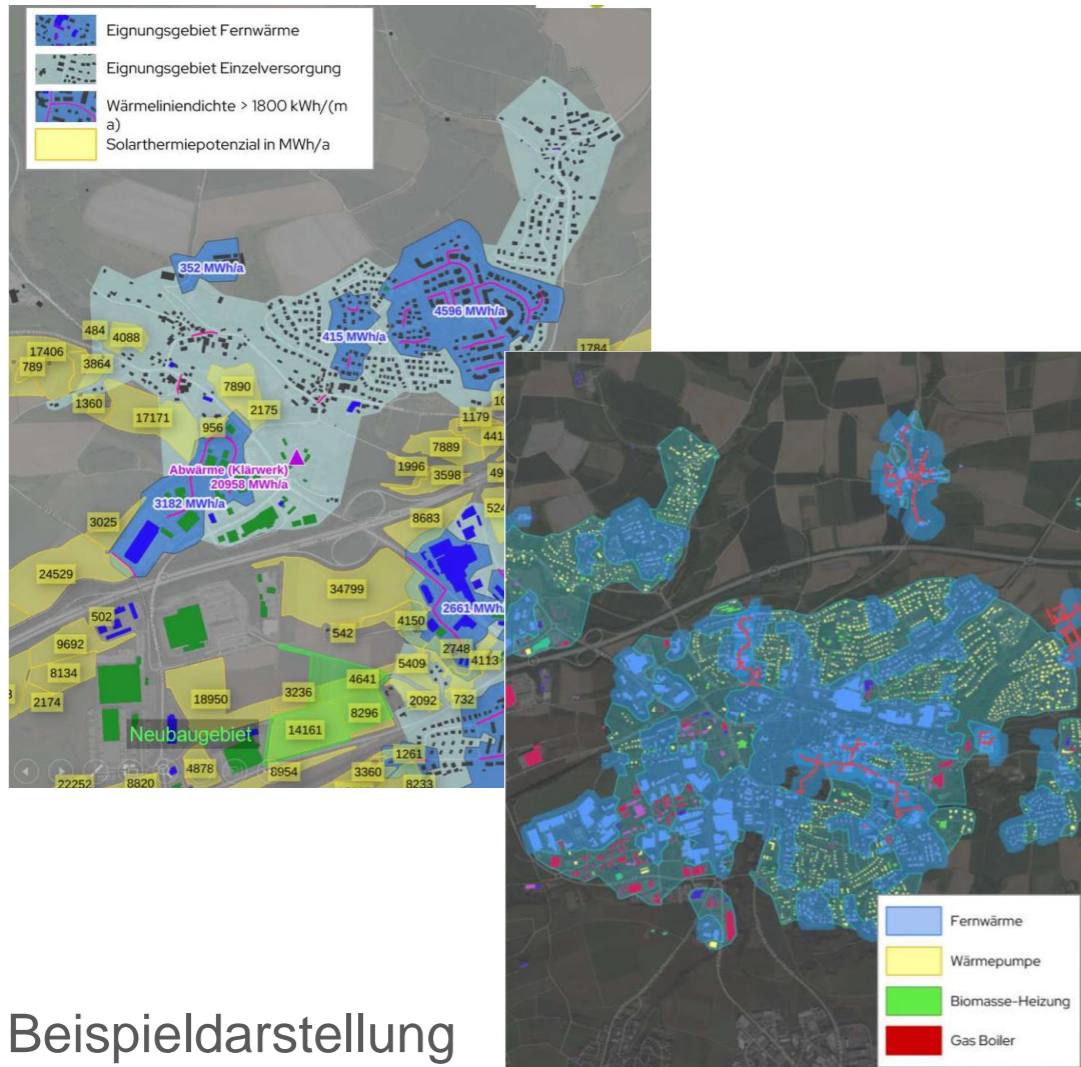 Eignungsgebiet Fernwärme
Eignungsgebiet Einzelversorgung
Wärmeliniendichte > 1800 kWh/(m
a)
Solarthermiepotenzial in MWh/a
352 MWh/a
4596 MWh/a
415 MWh/a
484
4088
17406
789
3864
1784
1360
7890
17171
2175
956
1179
441
7889
Abwärme (Klärwerk)
20958 MWh/a
1996
3598
49
3182 MWh/a
3025
8683
524
24529
34799
502
4150
2661 MWh
542
9692
2748
4113
8134
5409
4641
2174
18950
3236
2092
732
8296
14161
Neubaugebiet
1261
4878
8954
3360
22252
8820
8233
Fernwärme
Wärmepumpe
Biomasse-Heizung
Gas Boiler
Beispieldarstellung